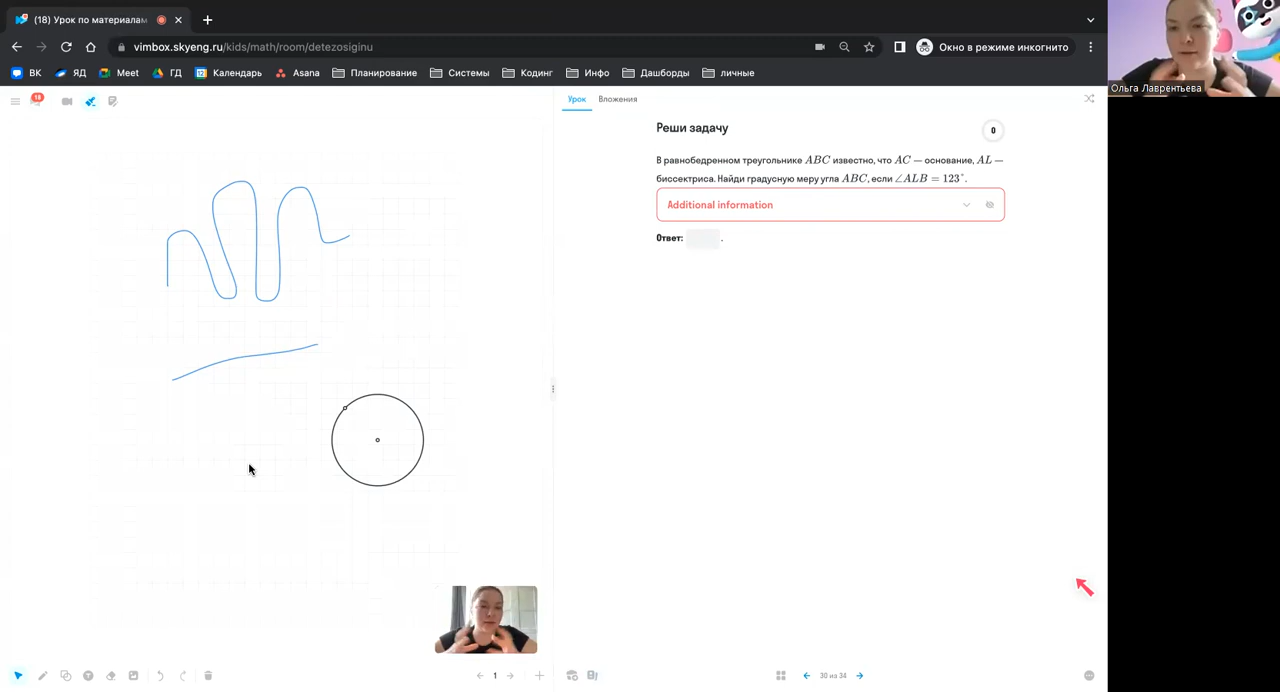 (18) Урок по материалам
vimbox.skyeng.ru/kids/math/room/detezosiginu
Окно в режиме инкогнито
ВК
ЯД
Meet
ГД
Календарь
Asana
Планирование
Системы
Кодинг
Инфо
Дашборды
личные
Ольга Лаврентьева
18
Урок
Вложения
Реши задачу
0
В равнобедренном треугольнике ABC известно, что AC — основание, AL —
биссектриса. Найди градусную меру угла ABC, если ∠ALB = 123°.
Additional information
Ответ: .
1
30 из 34